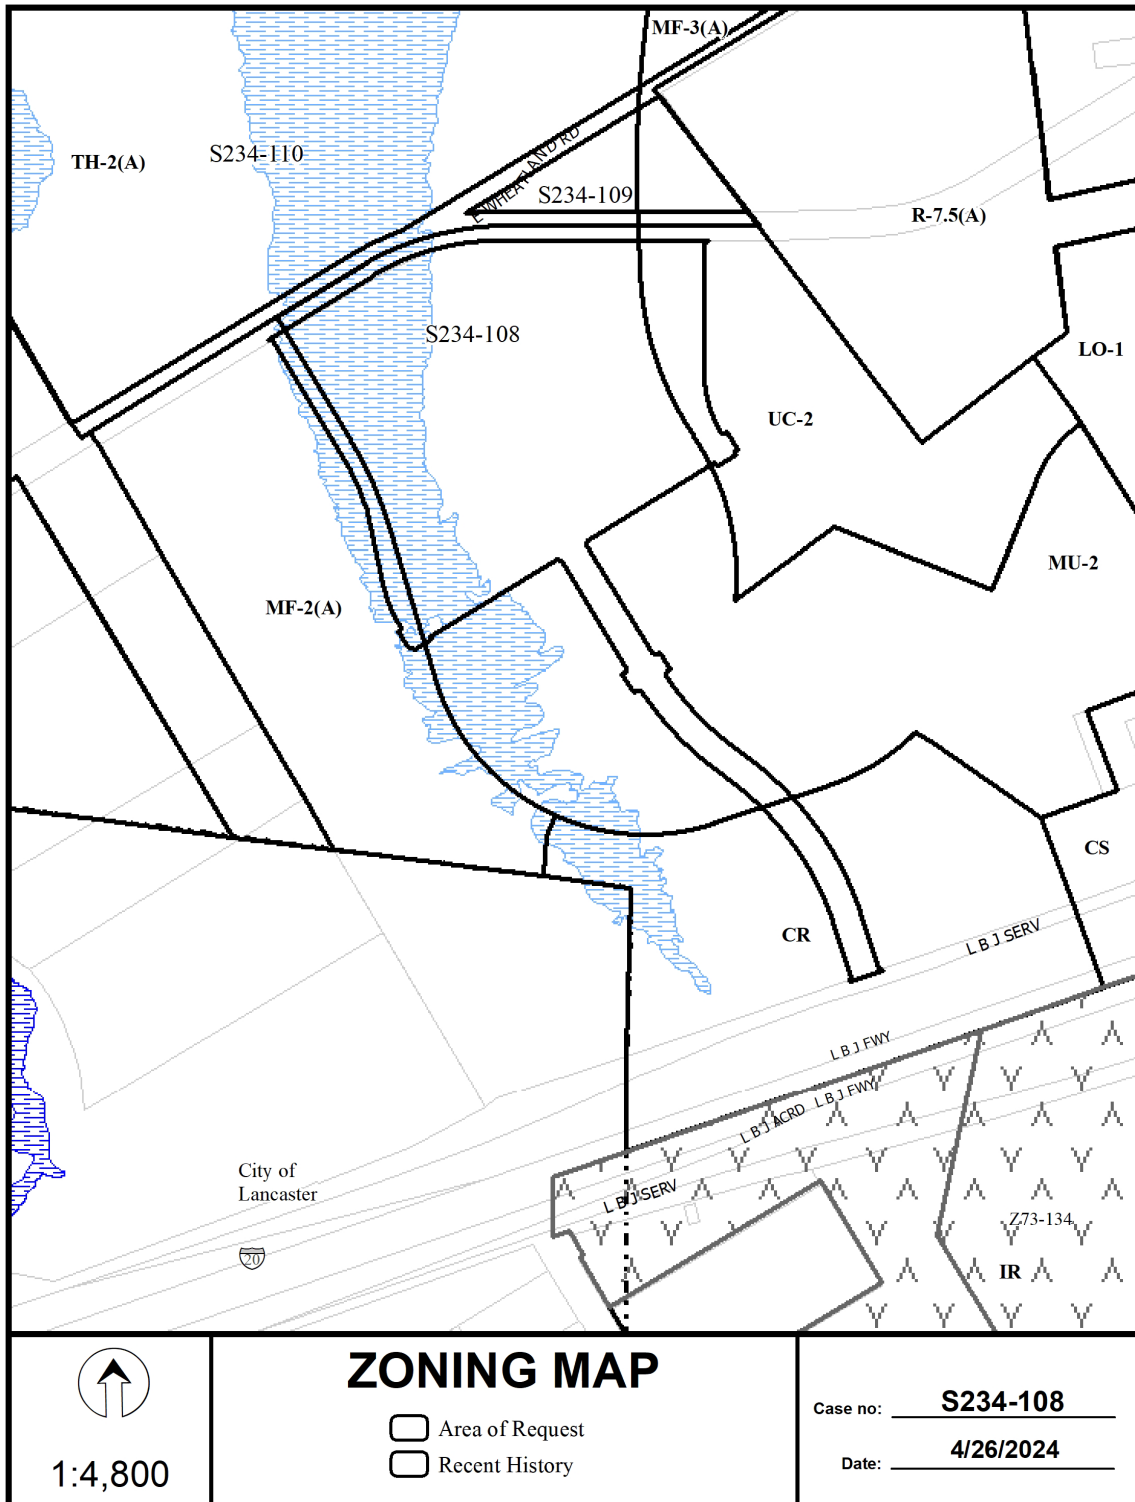 MF-3(A)
E WHEATLAND RD
S234-110
TH-2(A)
S234-109
R-7.5(A)
S234-108
LO-1
UC-2
MU-2
MF-2(A)
CS
CR
L B J SERV
L B J FWY
L B J FWY
L B J ACRD
City of
Lancaster
L B J SERV
Z73-134
20
IR
ZONING MAP
Area of Request
Recent History
1:4,800
Case no: S234-108
Date: 4/26/2024